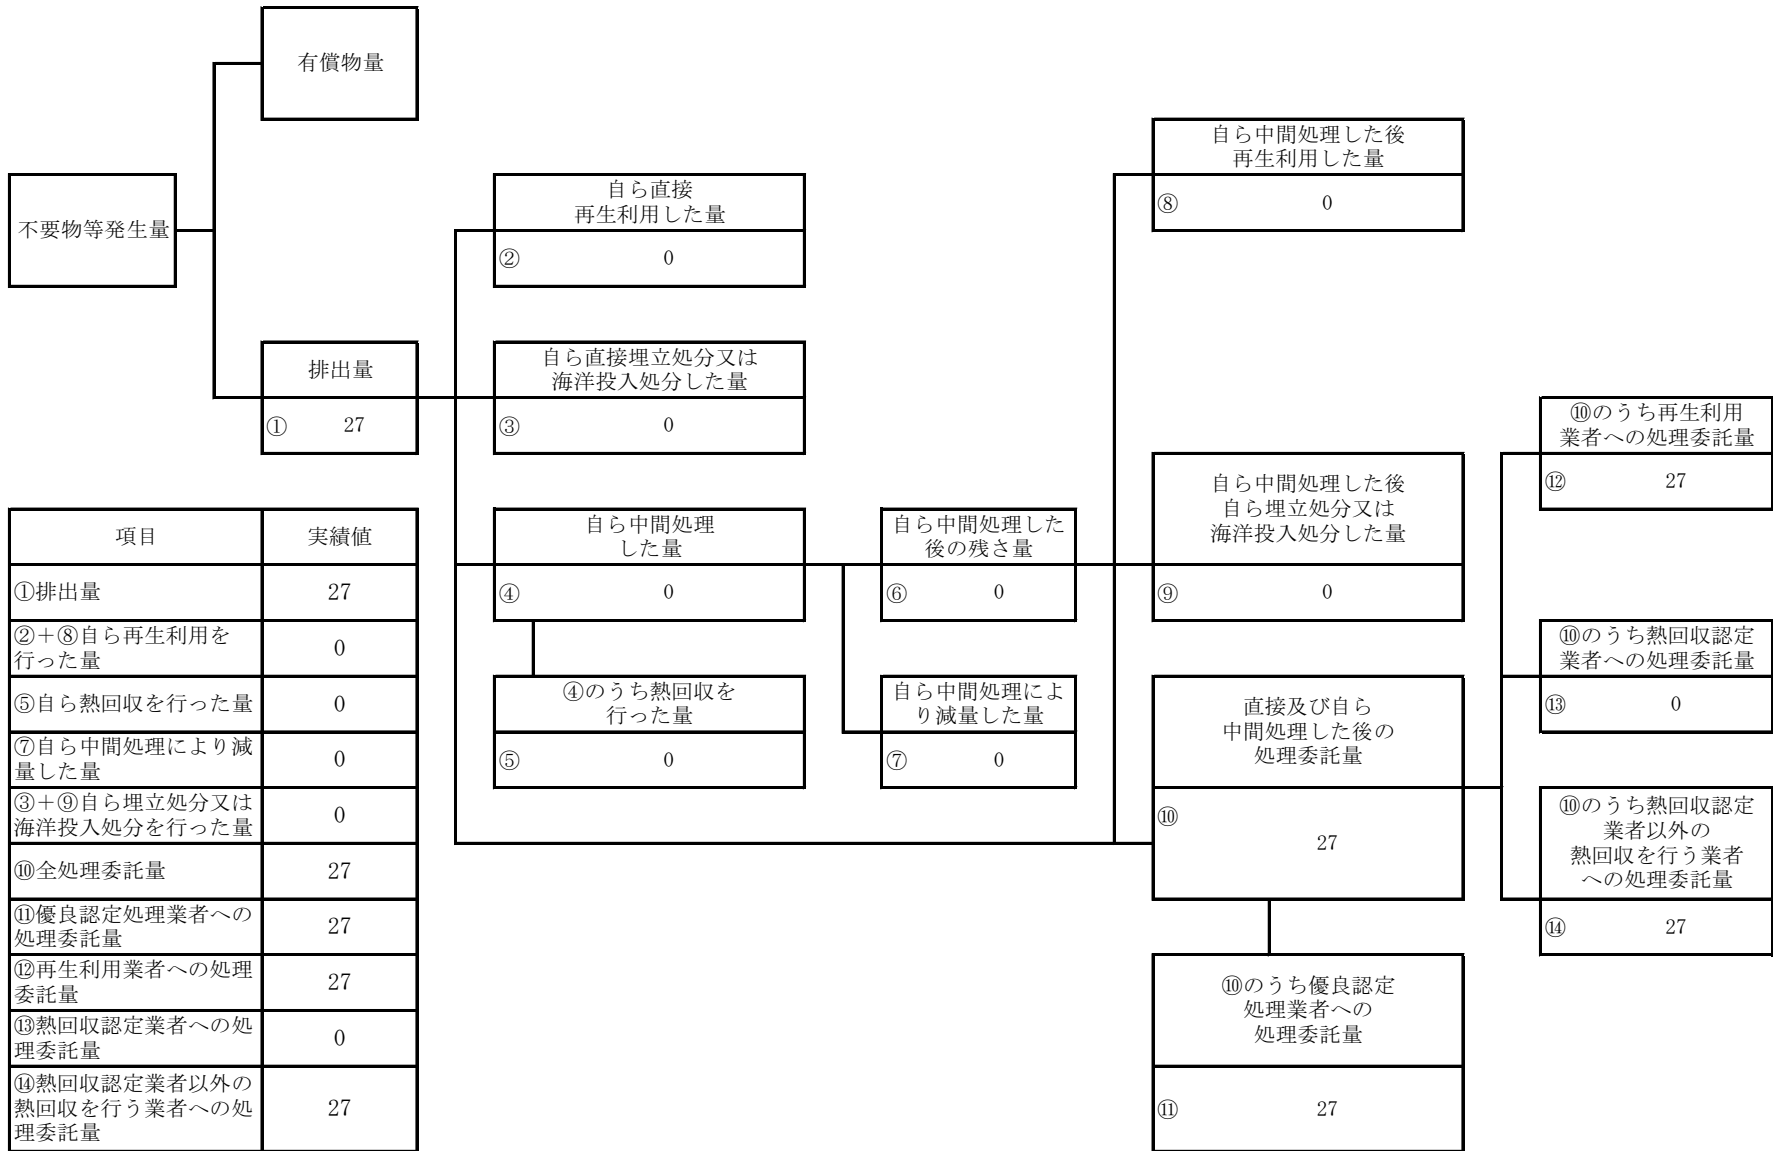 有償物量
不要物等発生量
排出量
① 27
自ら直接
再生利用した量
② 0
自ら直接埋立処分又は
海洋投入処分した量
③ 0
自ら中間処理
した量
④ 0
④のうち熱回収を
行った量
⑤ 0
自ら中間処理した
後の残さ量
⑥ 0
自ら中間処理によ
り減量した量
⑦ 0
自ら中間処理した後
再生利用した量
⑧ 0
自ら中間処理した後
自ら埋立処分又は
海洋投入処分した量
⑨ 0
直接及び自ら
中間処理した後の
処理委託量
⑩
27
⑩のうち優良認定
処理業者への
処理委託量
⑪ 27
⑩のうち再生利用
業者への処理委託量
⑫ 27
⑩のうち熱回収認定
業者への処理委託量
⑬ 0
⑩のうち熱回収認定
業者以外の
熱回収を行う業者
への処理委託量
⑭ 27
項目 実績値
①排出量 27
②+⑧自ら再生利用を
行った量 0
⑤自ら熱回収を行った量 0
⑦自ら中間処理により減
量した量 0
③+⑨自ら埋立処分又は
海洋投入処分を行った量 0
⑩全処理委託量 27
⑪優良認定処理業者への
処理委託量 27
⑫再生利用業者への処理
委託量 27
⑬熱回収認定業者への処
理委託量 0
⑭熱回収認定業者以外の
熱回収を行う業者への処
理委託量 27